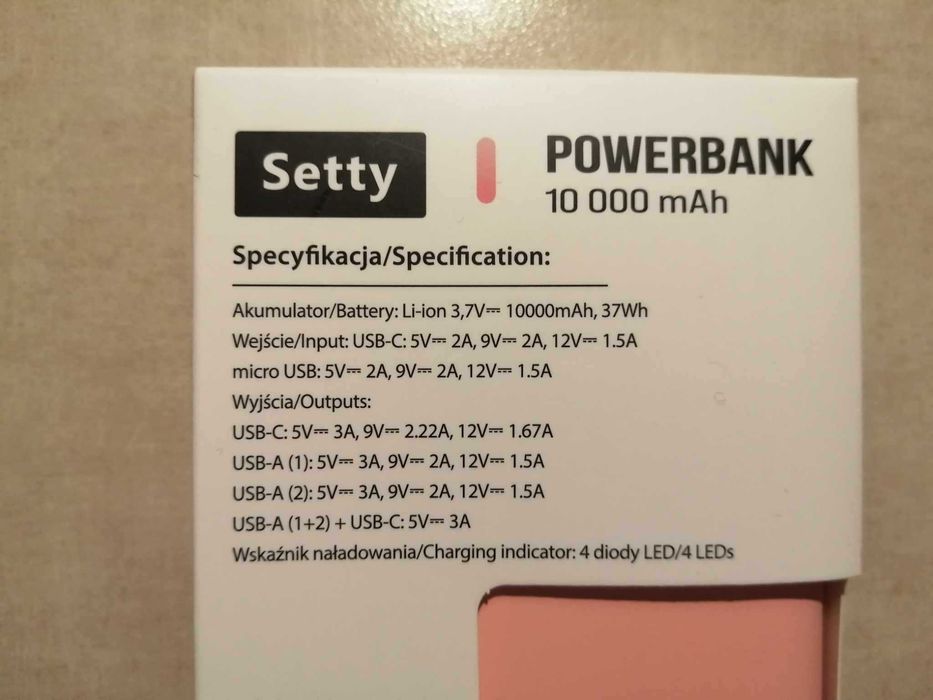 Setty
POWERBANK
10 000 mAh
Specyfikacja/Specification:
Akumulator/Battery: Li-ion 3,7V⎓ 10000mAh, 37Wh
Wejście/Input: USB-C: 5V⎓ 2A, 9V⎓ 2A, 12V⎓ 1.5A
micro USB: 5V⎓ 2A, 9V⎓ 2A, 12V⎓ 1.5A
Wyjścia/Outputs:
USB-C: 5V⎓ 3A, 9V⎓ 2.22A, 12V⎓ 1.67A
USB-A (1): 5V⎓ 3A, 9V⎓ 2A, 12V⎓ 1.5A
USB-A (2): 5V⎓ 3A, 9V⎓ 2A, 12V⎓ 1.5A
USB-A (1+2) + USB-C: 5V⎓ 3A
Wskaźnik naładowania/Charging indicator: 4 diody LED/4 LEDs